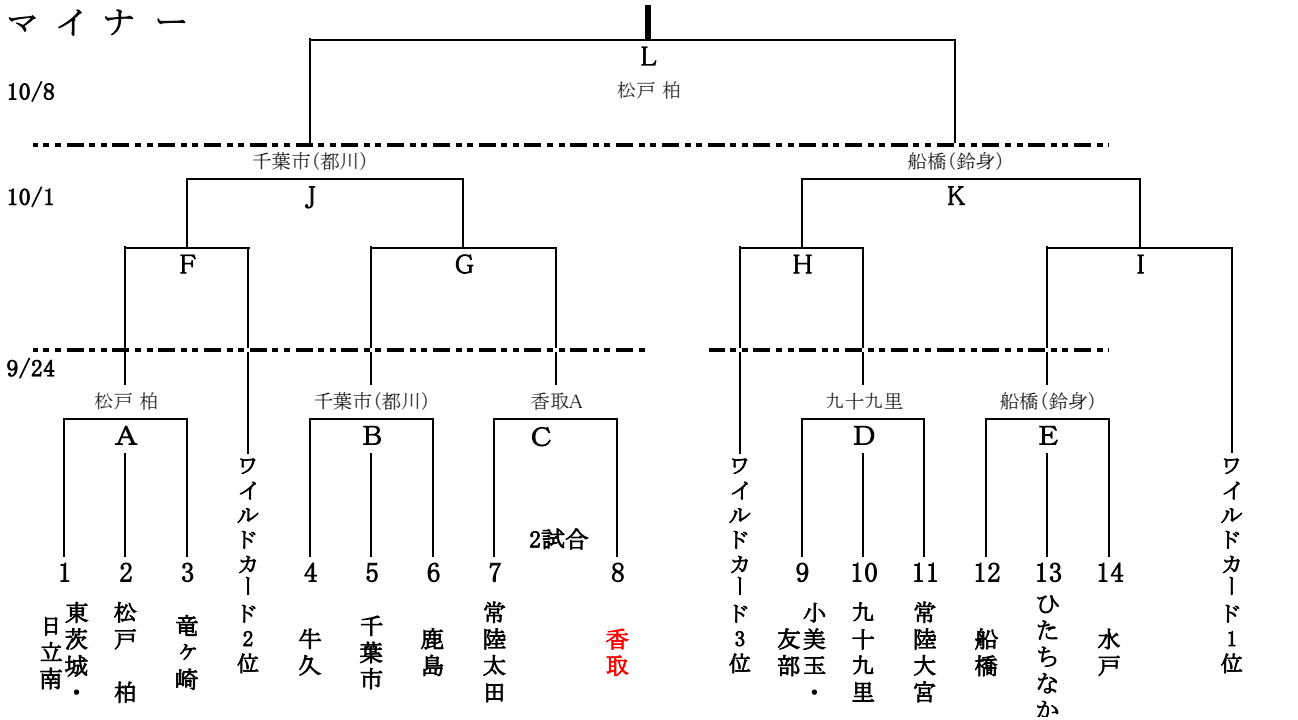 マイナー
L
10/8
松戸 柏
千葉市(都川)
船橋(鈴身)
10/1
J
K
F
G
H
I
9/24
松戸 柏
千葉市(都川)
香取A
九十九里
船橋(鈴身)
A
B
C
D
E
ワイルドカード2位
ワイルドカード3位
ワイルドカード1位
2試合
1
2
3
4
5
6
7
8
9
10
11
12
13
14
東茨城・
日立南
松戸 柏
竜ヶ崎
牛久
千葉市
鹿島
常陸太田
香取
小美玉・
友部
九十九里
常陸大宮
船橋
ひたちなか
水戸